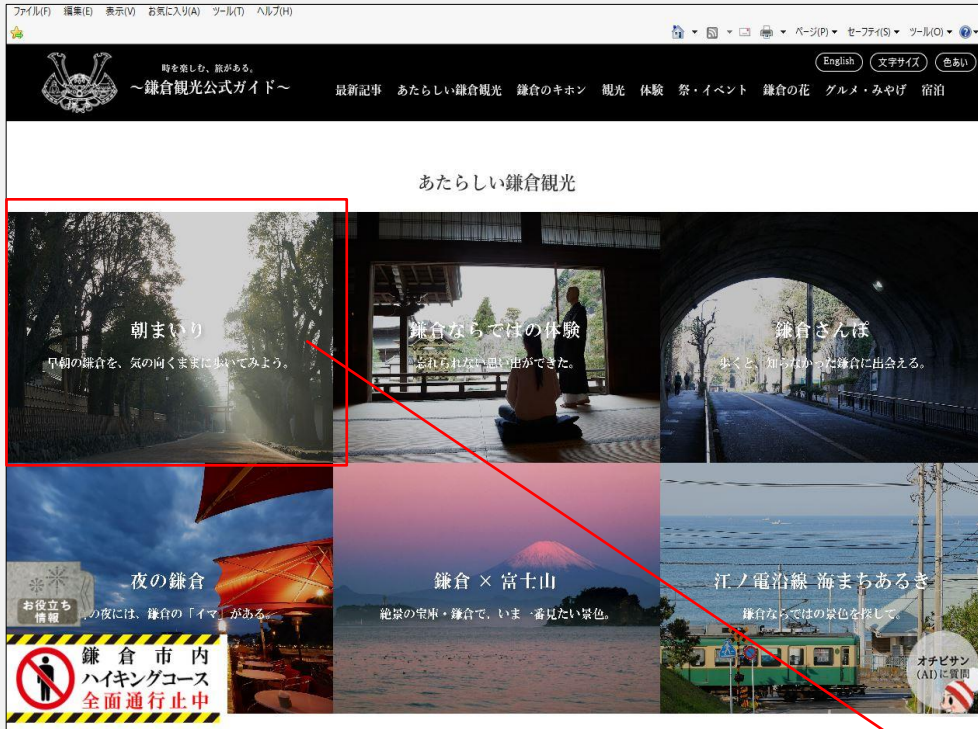 ファイル(F) 編集(E) 表示(V) お気に入り(A) ツール(T) ヘルプ(H)
ページ(P) セーフティ(S) ツール(O)
English 文字サイズ 色あい
時を楽しむ、旅がある。
～鎌倉観光公式ガイド～
最新記事 あたらしい鎌倉観光 鎌倉のキホン 観光 体験 祭・イベント 鎌倉の花 グルメ・みやげ 宿泊
あたらしい鎌倉観光
朝まいり
早朝の鎌倉を、気の向くままに歩いてみよう。
鎌倉ならではの体験
忘れられない思い出ができた。
鎌倉さんぽ
歩くと、知らなかった鎌倉に出会える。
夜の鎌倉
の夜には、鎌倉の「イマ」がある。
鎌倉 × 富士山
絶景の宝庫・鎌倉で、いま一番見たい景色。
江ノ電沿線 海まちあるき
鎌倉ならではの景色を探して。
お役立ち
情報
鎌倉市内
ハイキングコース
全面通行止中
オチビサン
(AI)に質問